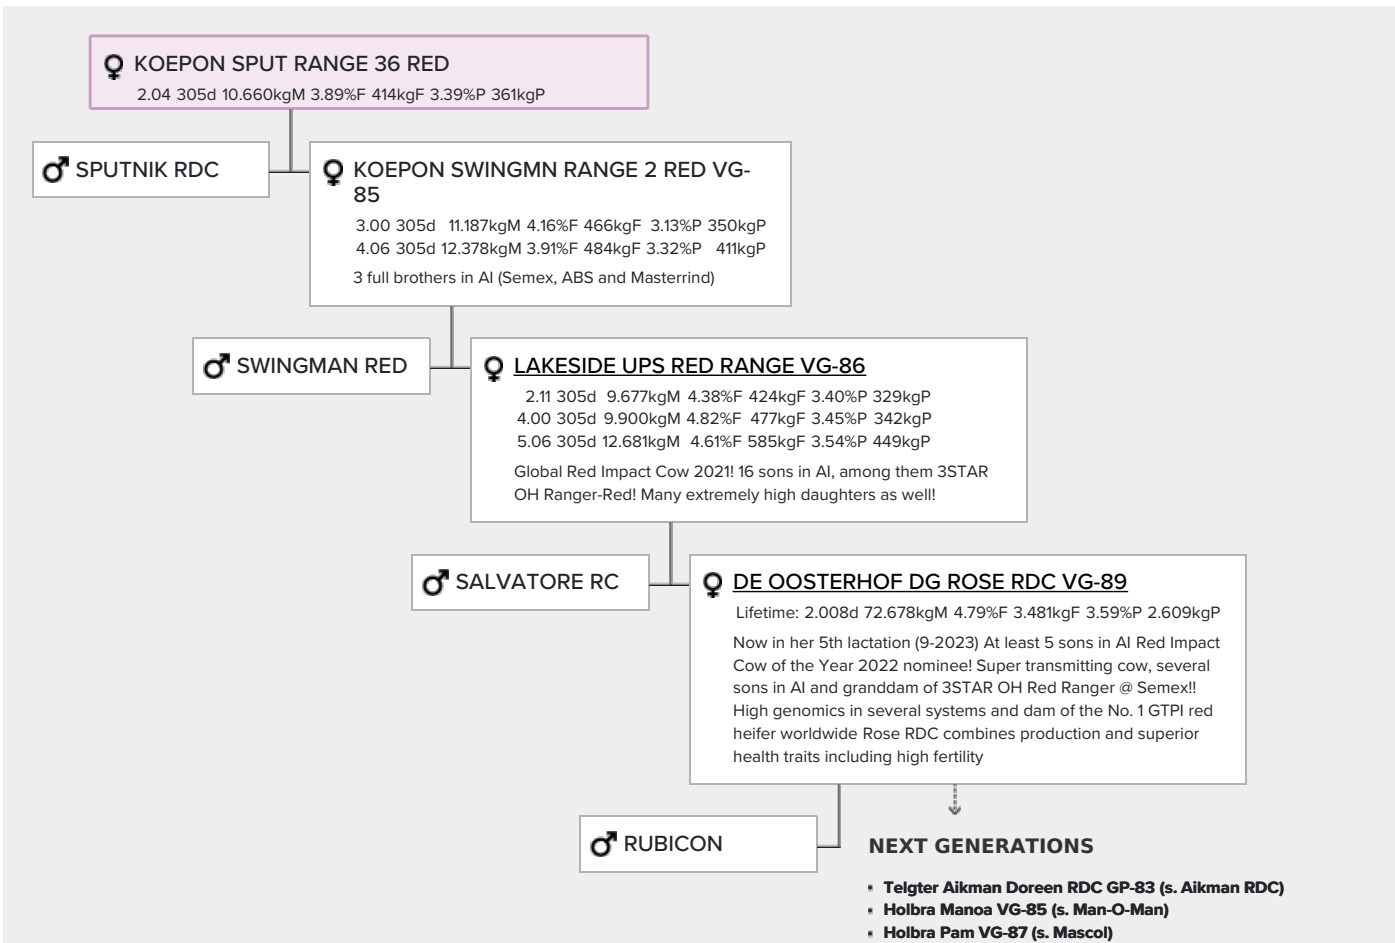 KOEPON SPUT RANGE 36 RED
2.04 305d 10.660kgM 3.89%F 414kgF 3.39%P 361kgP
SPUTNIK RDC
KOEPON SWINGMN RANGE 2 RED VG-
85
3.00 305d 11.187kgM 4.16%F 466kgF 3.13%P 350kgP
4.06 305d 12.378kgM 3.91%F 484kgF 3.32%P 411kgP
3 full brothers in AI (Semex, ABS and Masterrind)
SWINGMAN RED
LAKESIDE UPS RED RANGE VG-86
2.11 305d 9.677kgM 4.38%F 424kgF 3.40%P 329kgP
4.00 305d 9.900kgM 4.82%F 477kgF 3.45%P 342kgP
5.06 305d 12.681kgM 4.61%F 585kgF 3.54%P 449kgP
Global Red Impact Cow 2021! 16 sons in AI, among them 3STAR
OH Ranger-Red! Many extremely high daughters as well!
SALVATORE RC
DE OOSTERHOF DG ROSE RDC VG-89
Lifetime: 2.008d 72.678kgM 4.79%F 3.481kgF 3.59%P 2.609kgP
Now in her 5th lactation (9-2023) At least 5 sons in AI Red Impact
Cow of the Year 2022 nominee! Super transmitting cow, several
sons in AI and granddam of 3STAR OH Red Ranger @ Semex!!
High genomics in several systems and dam of the No. 1 GTPI red
heifer worldwide Rose RDC combines production and superior
health traits including high fertility
RUBICON
NEXT GENERATIONS
Telgter Aikman Doreen RDC GP-83 (s. Aikman RDC)
Holbra Manoa VG-85 (s. Man-O-Man)
Holbra Pam VG-87 (s. Mascol)